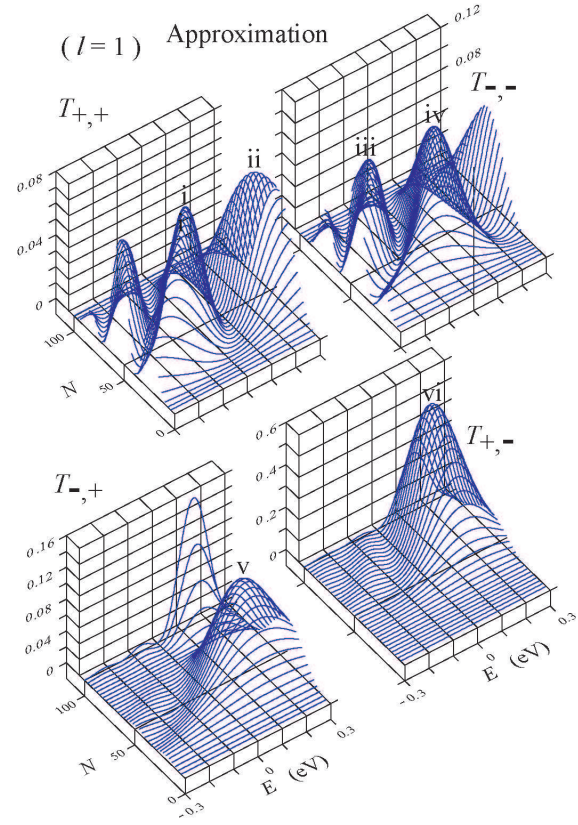 ( l = 1 ) Approximation
T+,+
0.08
0.04
0
100
50
0
N
i
ii
T-,-
0.12
0.08
iii
iv
T-,+
0.16
0.12
0.08
0.04
0
100
50
0
N
v
-0.3
0
0.3
E (eV)
T+,-
0.6
0.4
0.2
0
vi
-0.3
0
0.3
E (eV)